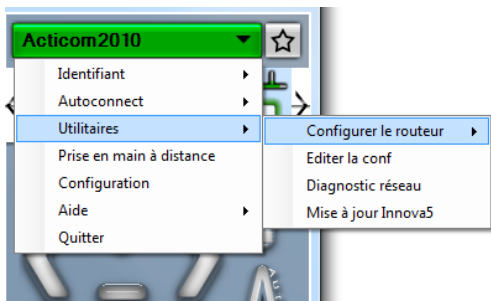 Acticom2010
Identifiant
Autoconnect
Utilitaires
Prise en main à distance
Configuration
Aide
Quitter
Configurer le routeur
Editer la conf
Diagnostic réseau
Mise à jour Innova5